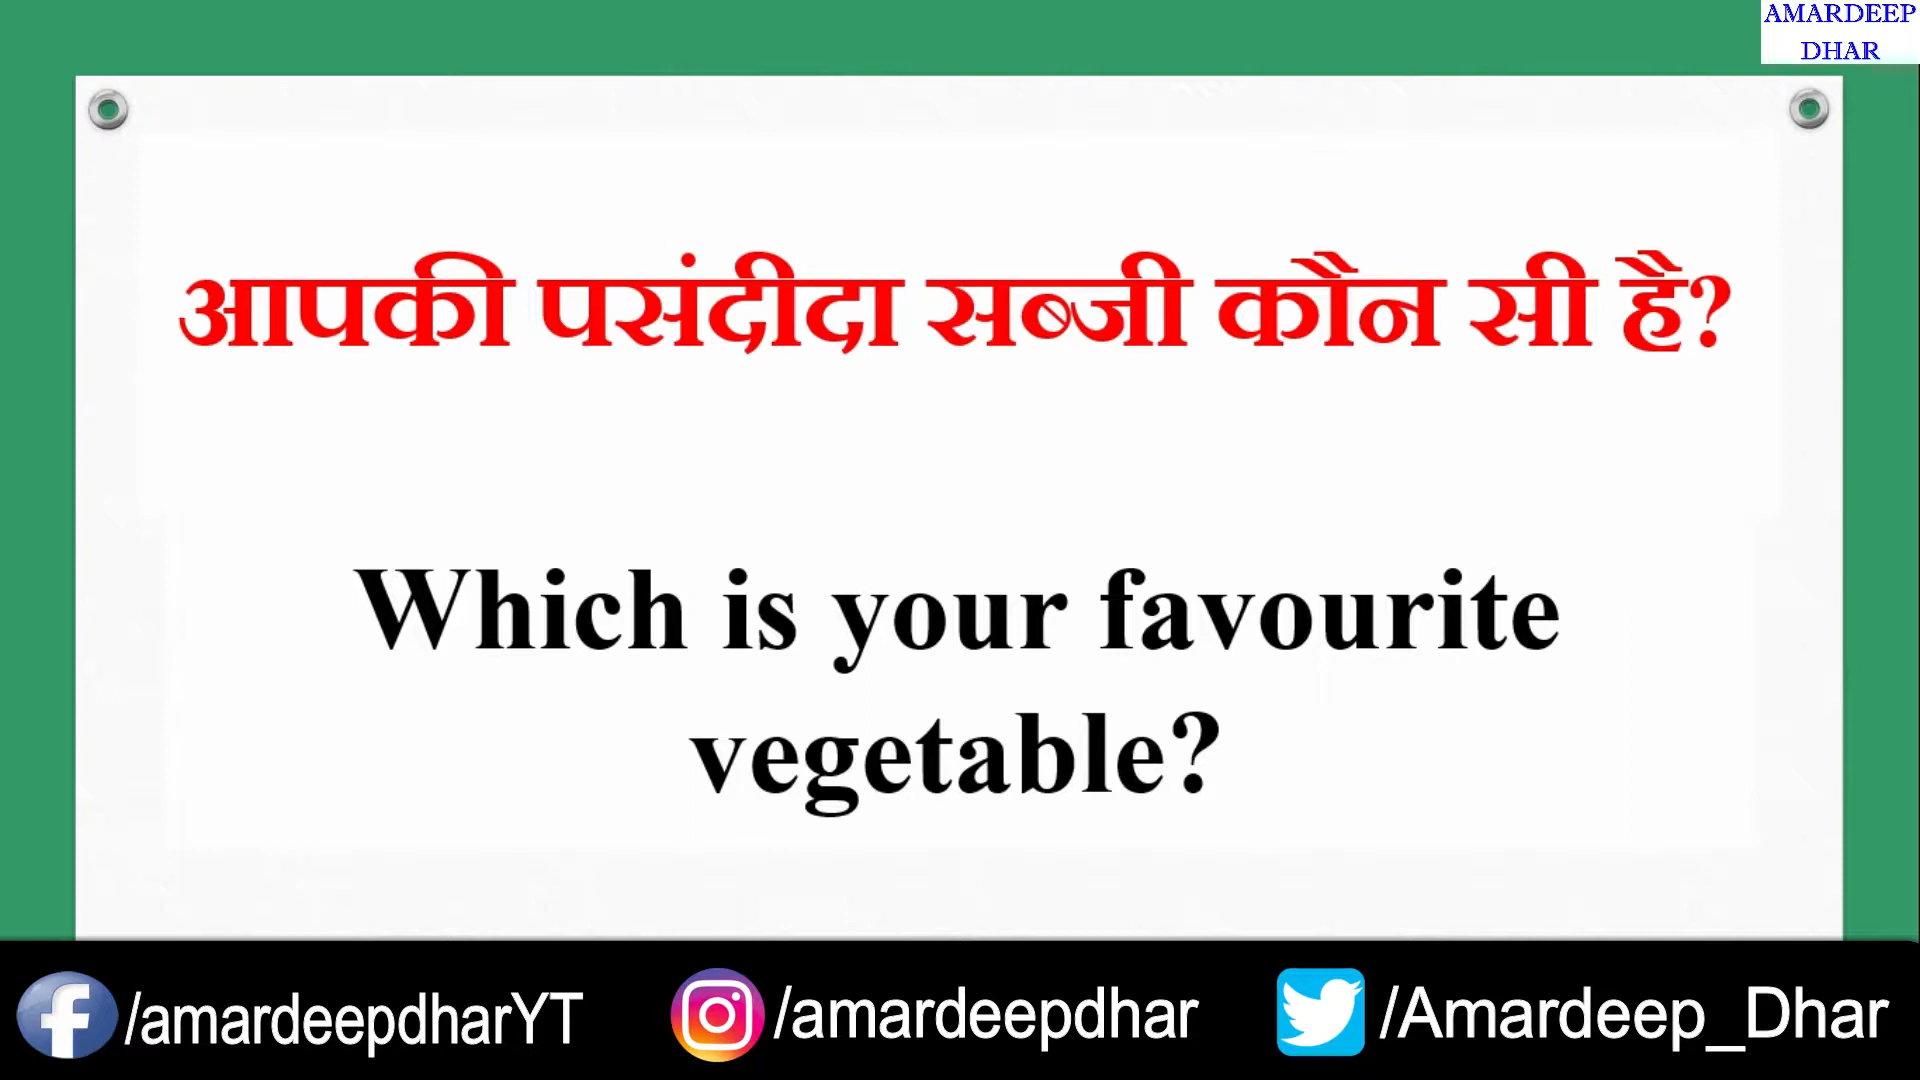 AMARDEEP
DHAR
आपकी पसंदीदा सब्जी कौन सी है?
Which is your favourite
vegetable?
/amardeepdharYT
/amardeepdhar
/Amardeep_Dhar